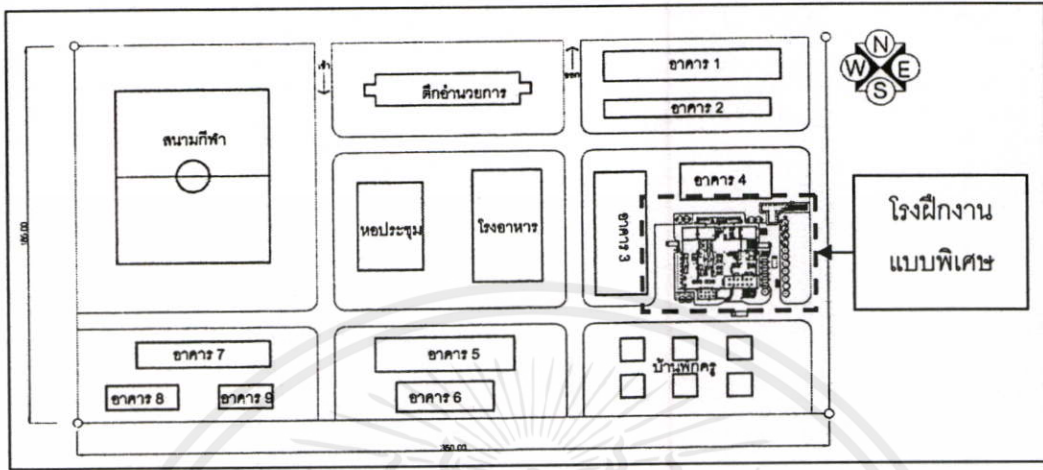 เข้า
ตึกอำนวยการ
ออก
อาคาร 1
อาคาร 2
N
W E
S
สนามกีฬา
หอประชุม
โรงอาหาร
อาคาร 3
อาคาร 4
โรงฝึกงาน
แบบพิเศษ
อาคาร 7
อาคาร 8
อาคาร 9
อาคาร 5
อาคาร 6
บ้านพักครู